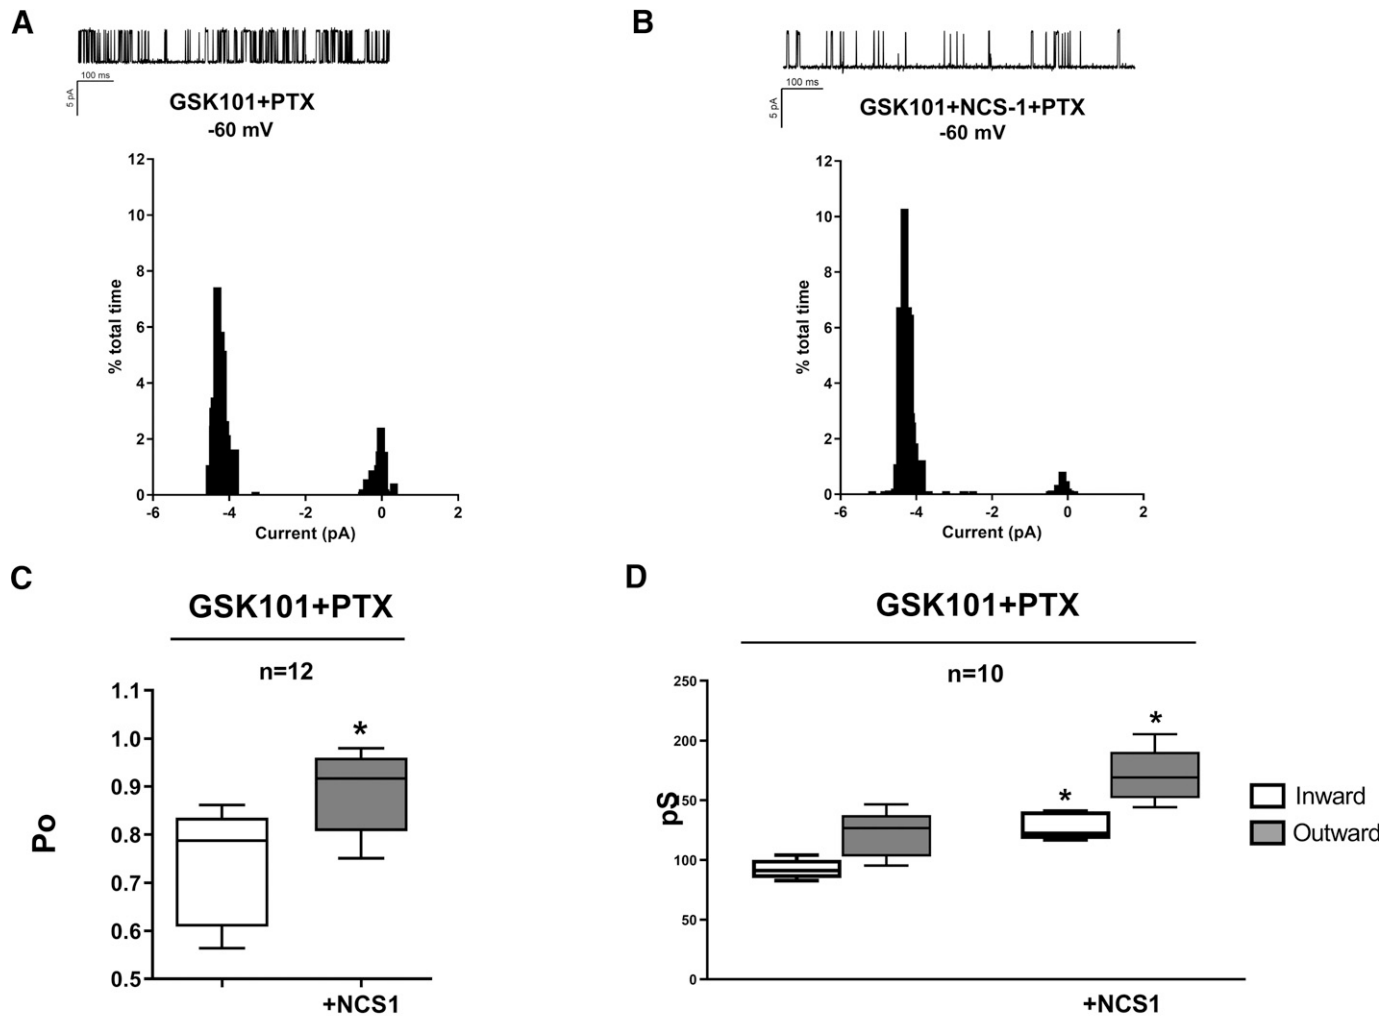 A
100 ms
5 pA
GSK101+PTX
-60 mV
12
10
8
6
4
2
0
% total time
-6 -4 -2 0 2
Current (pA)
B
100 ms
5 pA
GSK101+NCS-1+PTX
-60 mV
12
10
8
6
4
2
0
% total time
-6 -4 -2 0 2
Current (pA)
C
GSK101+PTX
n=12
1.1
1.0
0.9
0.8
0.7
0.6
0.5
Po
*
+NCS1
D
GSK101+PTX
n=10
250
200
150
100
50
0
pS
*
*
+NCS1
Inward
Outward